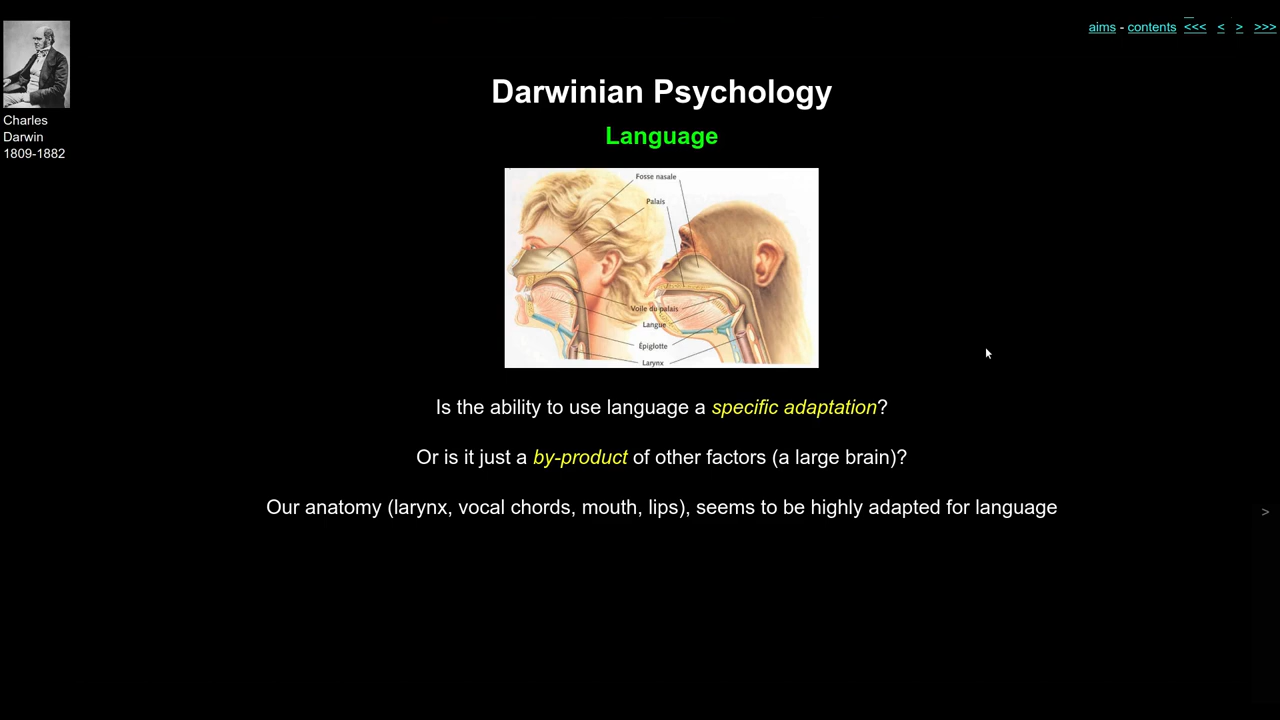 aims - contents <<< < > >>>
Charles
Darwin
1809-1882
Darwinian Psychology
Language
Fosse nasale
Palais
Voile du palais
Langue
Épiglotte
Larynx
Is the ability to use language a specific adaptation?
Or is it just a by-product of other factors (a large brain)?
Our anatomy (larynx, vocal chords, mouth, lips), seems to be highly adapted for language
>